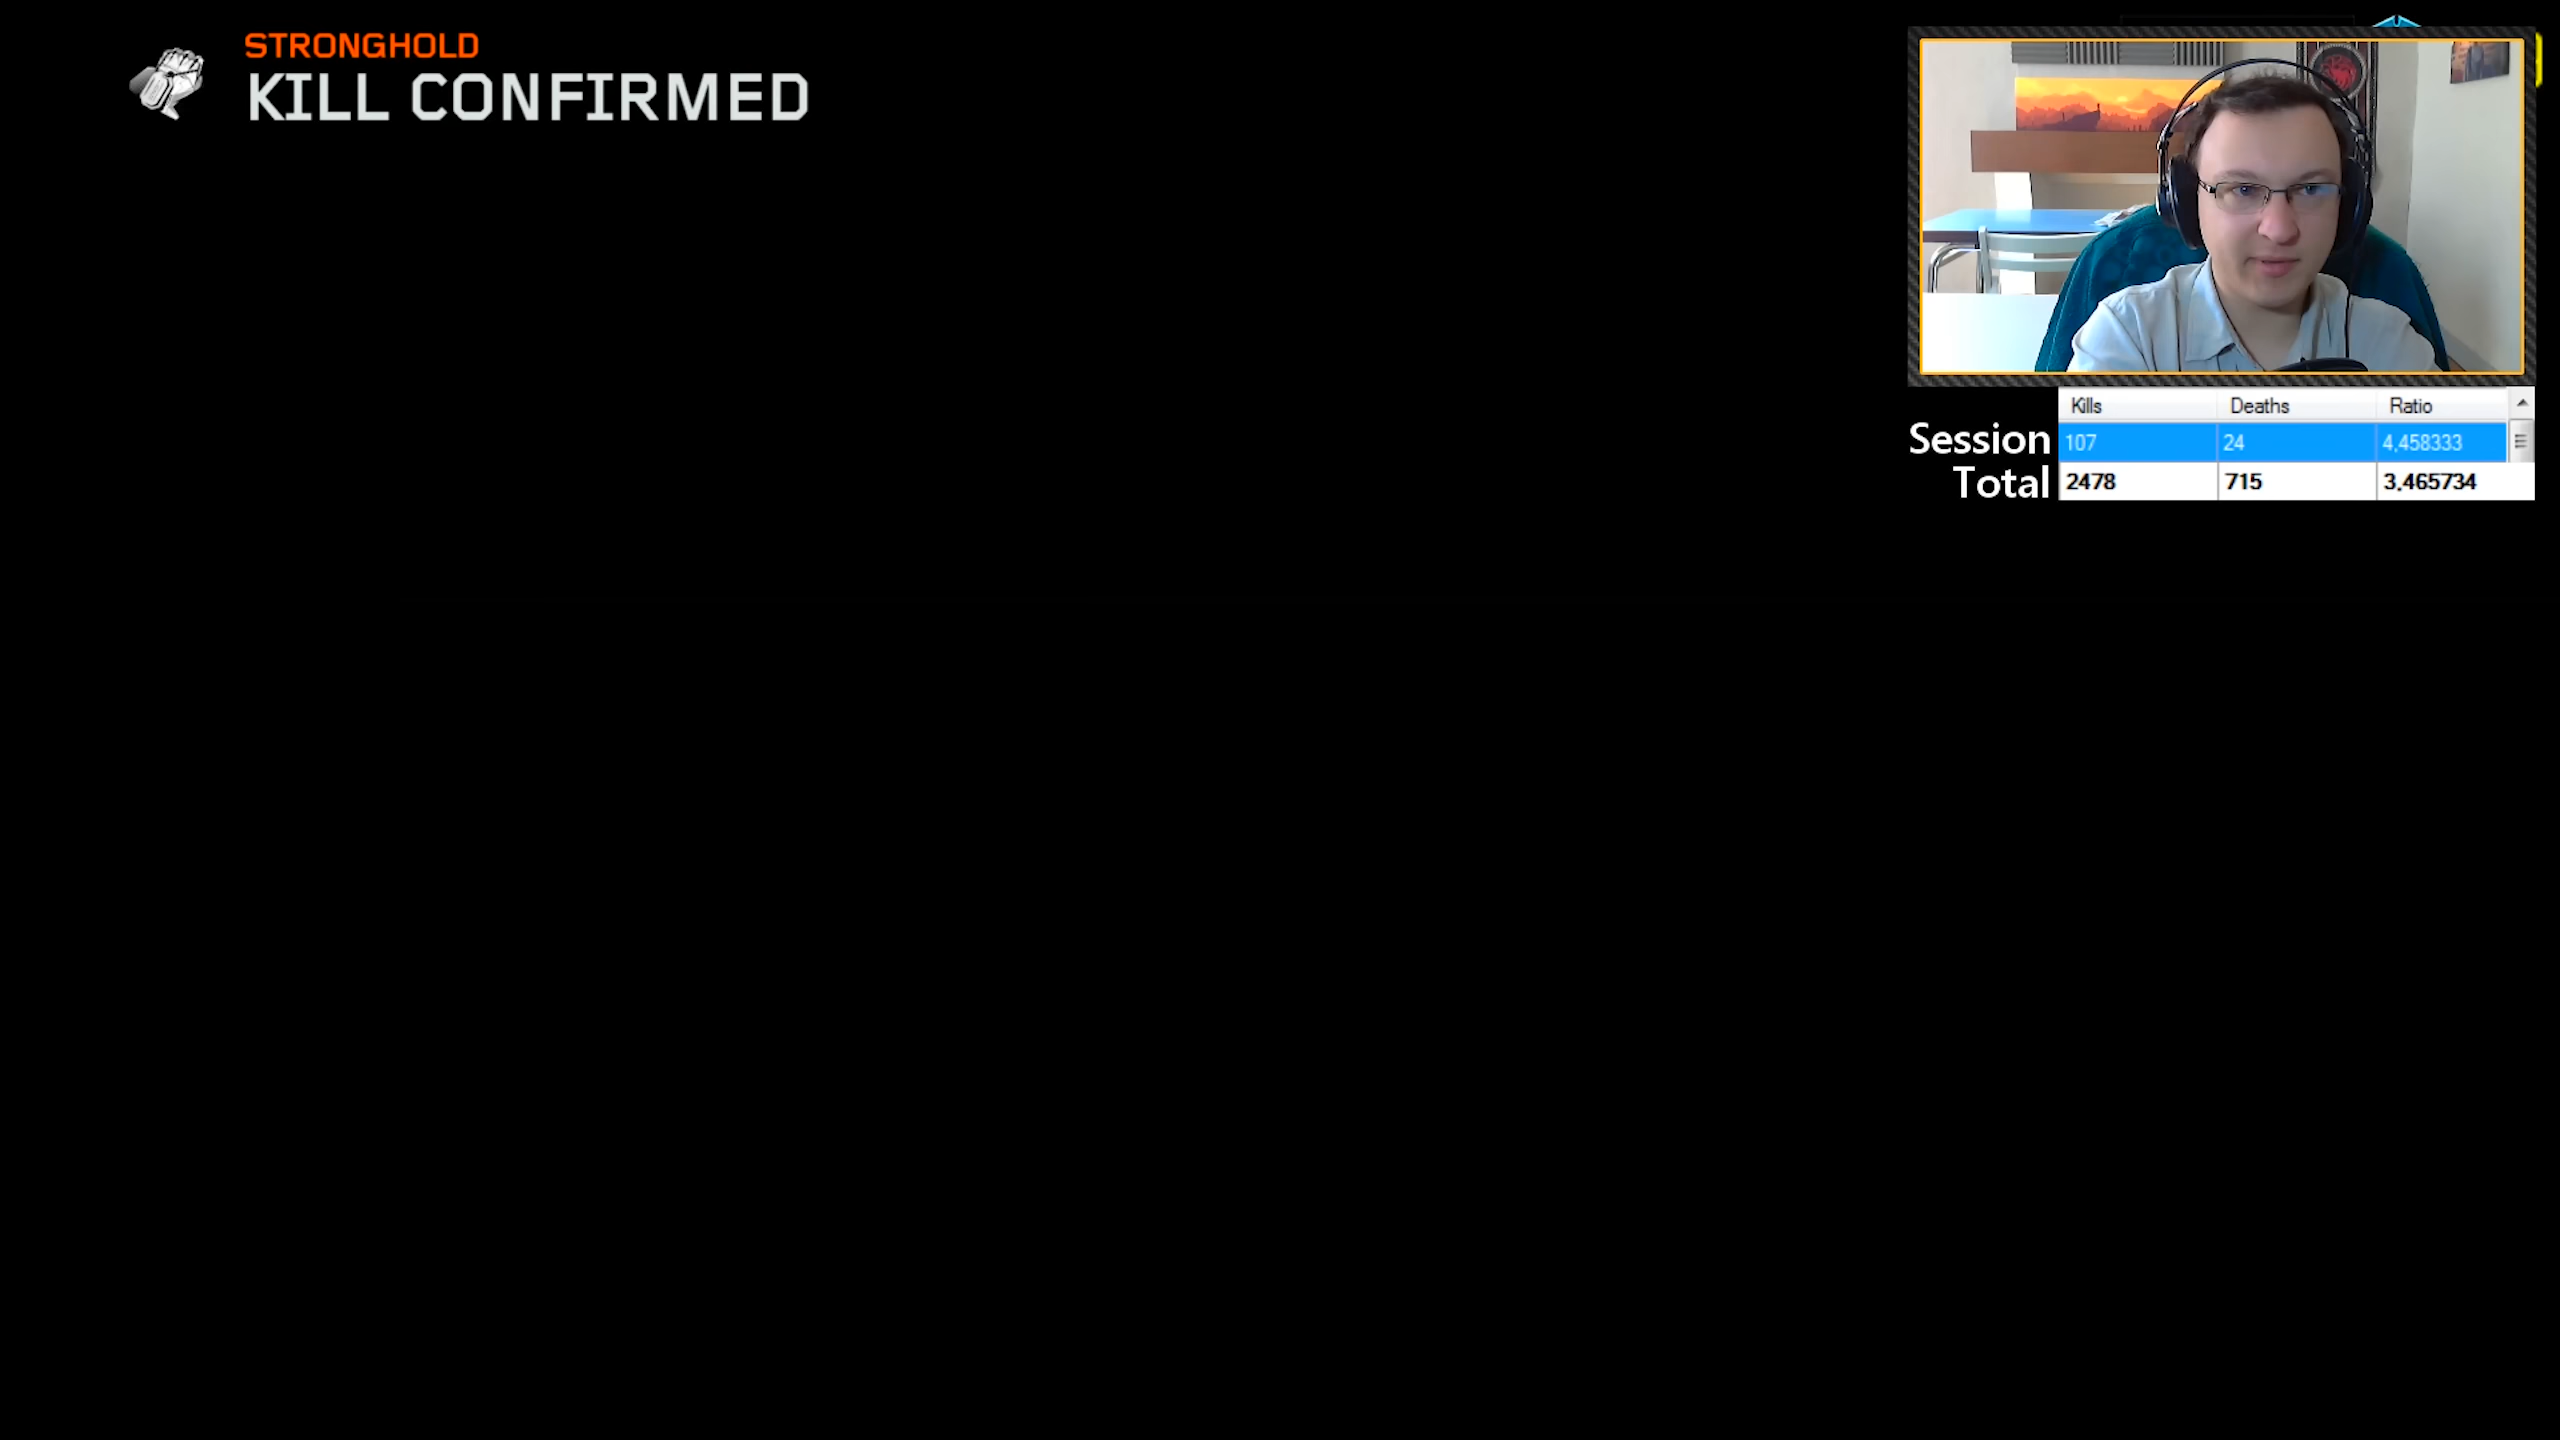 STRONGHOLD
KILL CONFIRMED
Kills Deaths Ratio
Session 107 24 4,458333
Total 2478 715 3,465734